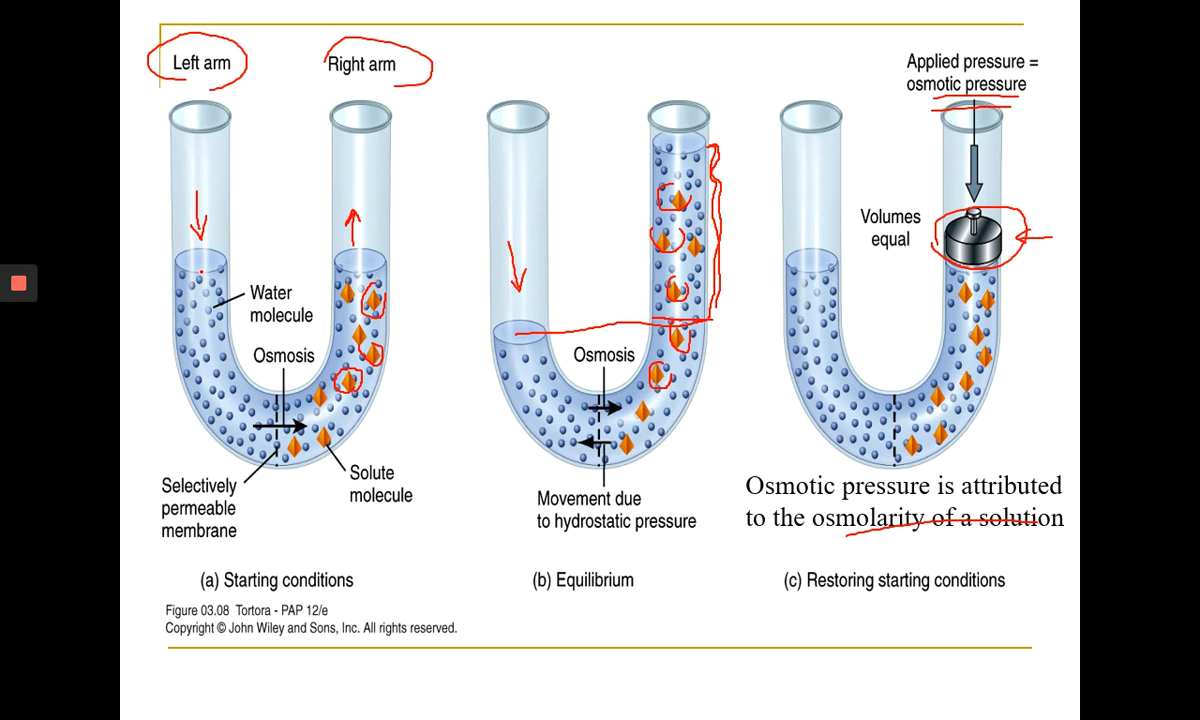 Left arm
Right arm
Applied pressure =
osmotic pressure
Volumes
equal
Water
molecule
Osmosis
Osmosis
Solute
molecule
Selectively
permeable
membrane
Movement due
to hydrostatic pressure
Osmotic pressure is attributed
to the osmolarity of a solution
(a) Starting conditions
(b) Equilibrium
(c) Restoring starting conditions
Figure 03.08 Tortora - PAP 12/e
Copyright © John Wiley and Sons, Inc. All rights reserved.